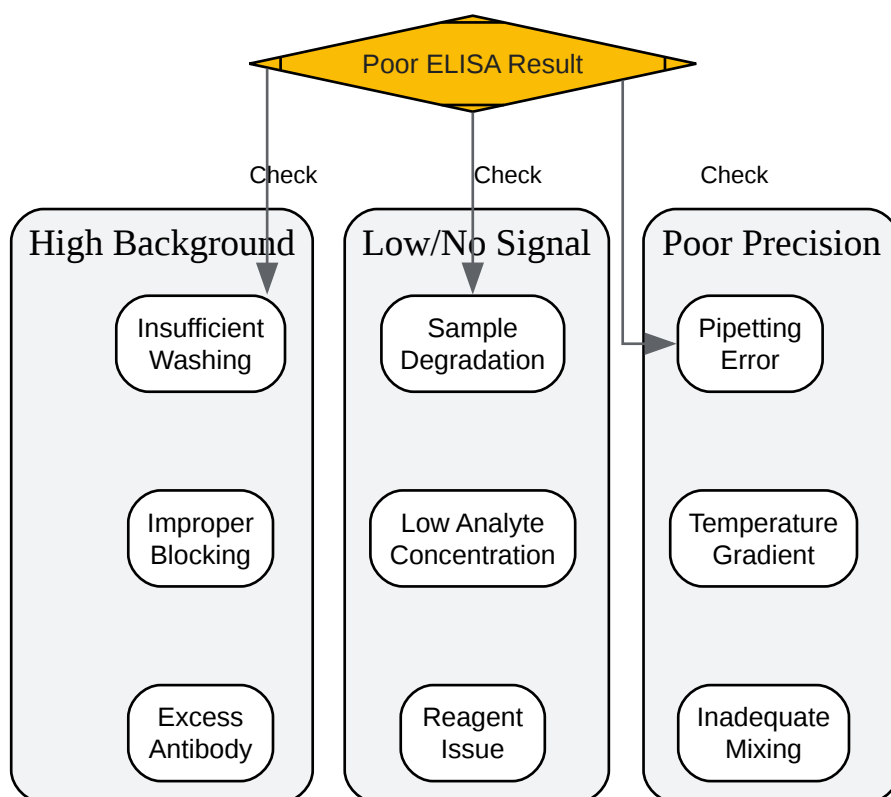 Poor ELISA Result
Check
Check
Check
High Background
Low/No Signal
Poor Precision
Insufficient
Washing
Sample
Degradation
Pipetting
Error
Improper
Blocking
Low Analyte
Concentration
Temperature
Gradient
Excess
Antibody
Reagent
Issue
Inadequate
Mixing